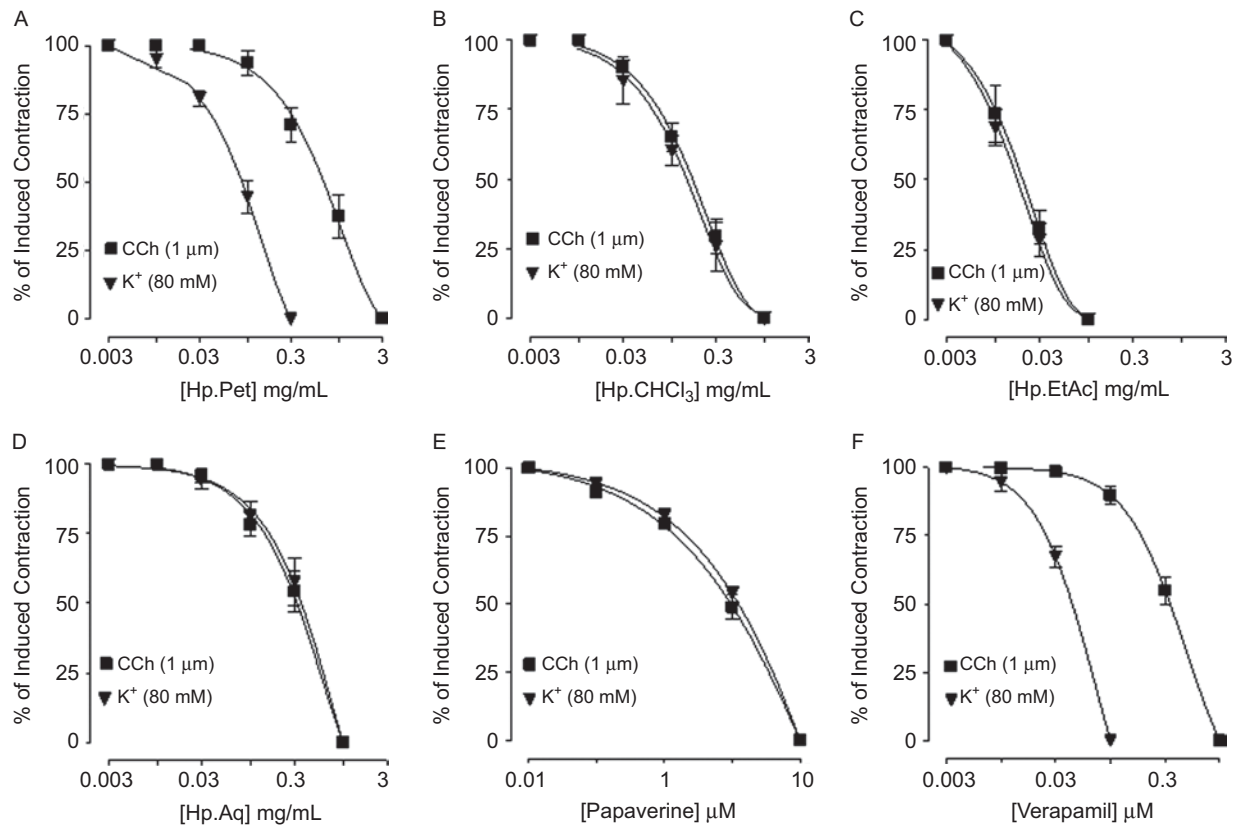 A
% of Induced Contraction
100
75
50
25
0
CCh (1 μm)
K⁺ (80 mM)
0.003 0.03 0.3 3
[Hp.Pet] mg/mL
B
% of Induced Contraction
100
75
50
25
0
CCh (1 μm)
K⁺ (80 mM)
0.003 0.03 0.3 3
[Hp.CHCl₃] mg/mL
C
% of Induced Contraction
100
75
50
25
0
CCh (1 μm)
K⁺ (80 mM)
0.003 0.03 0.3 3
[Hp.EtAc] mg/mL
D
% of Induced Contraction
100
75
50
25
0
CCh (1 μm)
K⁺ (80 mM)
0.003 0.03 0.3 3
[Hp.Aq] mg/mL
E
% of Induced Contraction
100
75
50
25
0
CCh (1 μm)
K⁺ (80 mM)
0.01 1 10
[Papaverine] μM
F
% of Induced Contraction
100
75
50
25
0
CCh (1 μm)
K⁺ (80 mM)
0.003 0.03 0.3
[Verapamil] μM